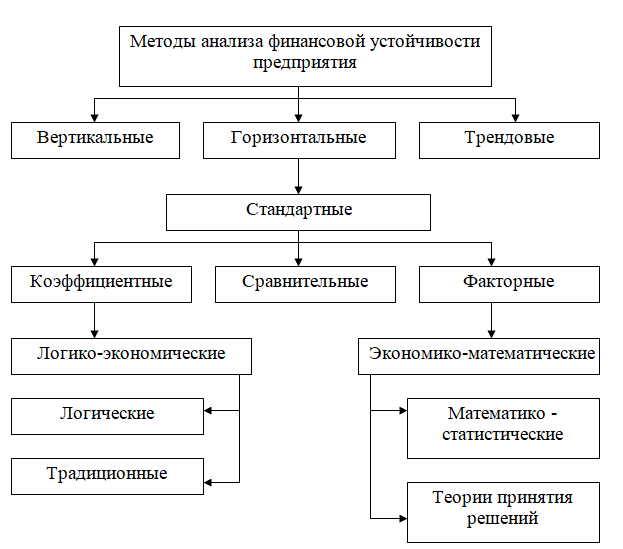 Методы анализа финансовой устойчивости
предприятия
Вертикальные
Горизонтальные
Трендовые
Стандартные
Коэффициентные
Сравнительные
Факторные
Логико-экономические
Экономико-математические
Логические
Математико -
статистические
Традиционные
Теории принятия
решений